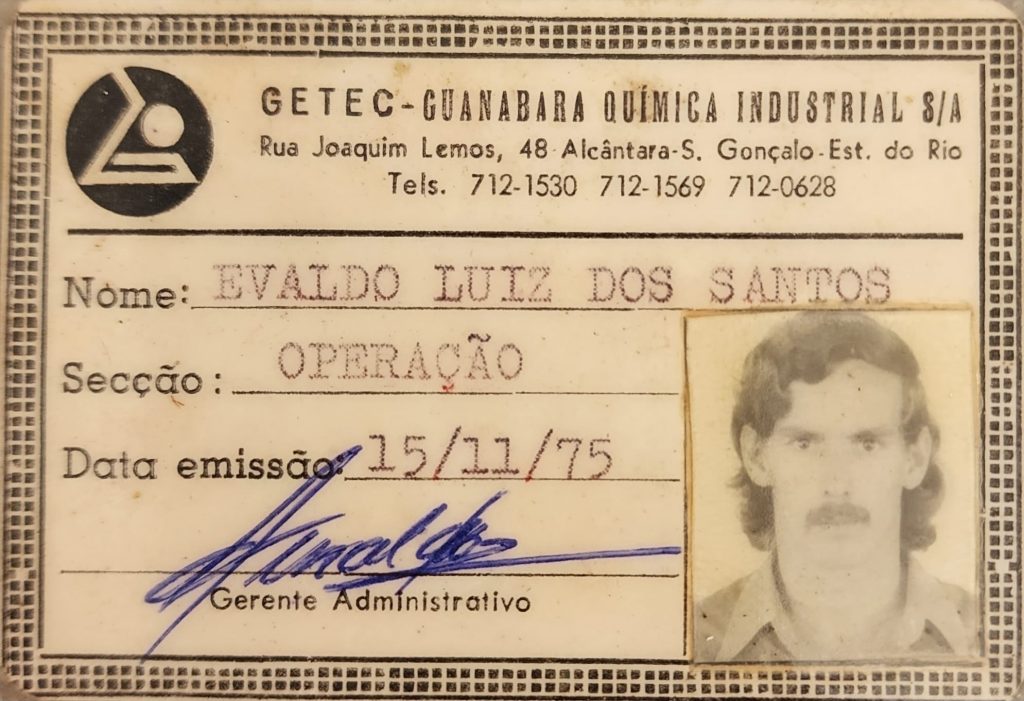 GETEC-GUANABARA QUÍMICA INDUSTRIAL S/A
Rua Joaquim Lemos, 48 Alcântara-S. Gonçalo-Est. do Rio
Tels. 712-1530 712-1569 712-0628
Nome: EVALDO LUIZ DOS SANTOS
Secção: OPERAÇÃO
Data emissão: 15/11/75
Gerente Administrativo